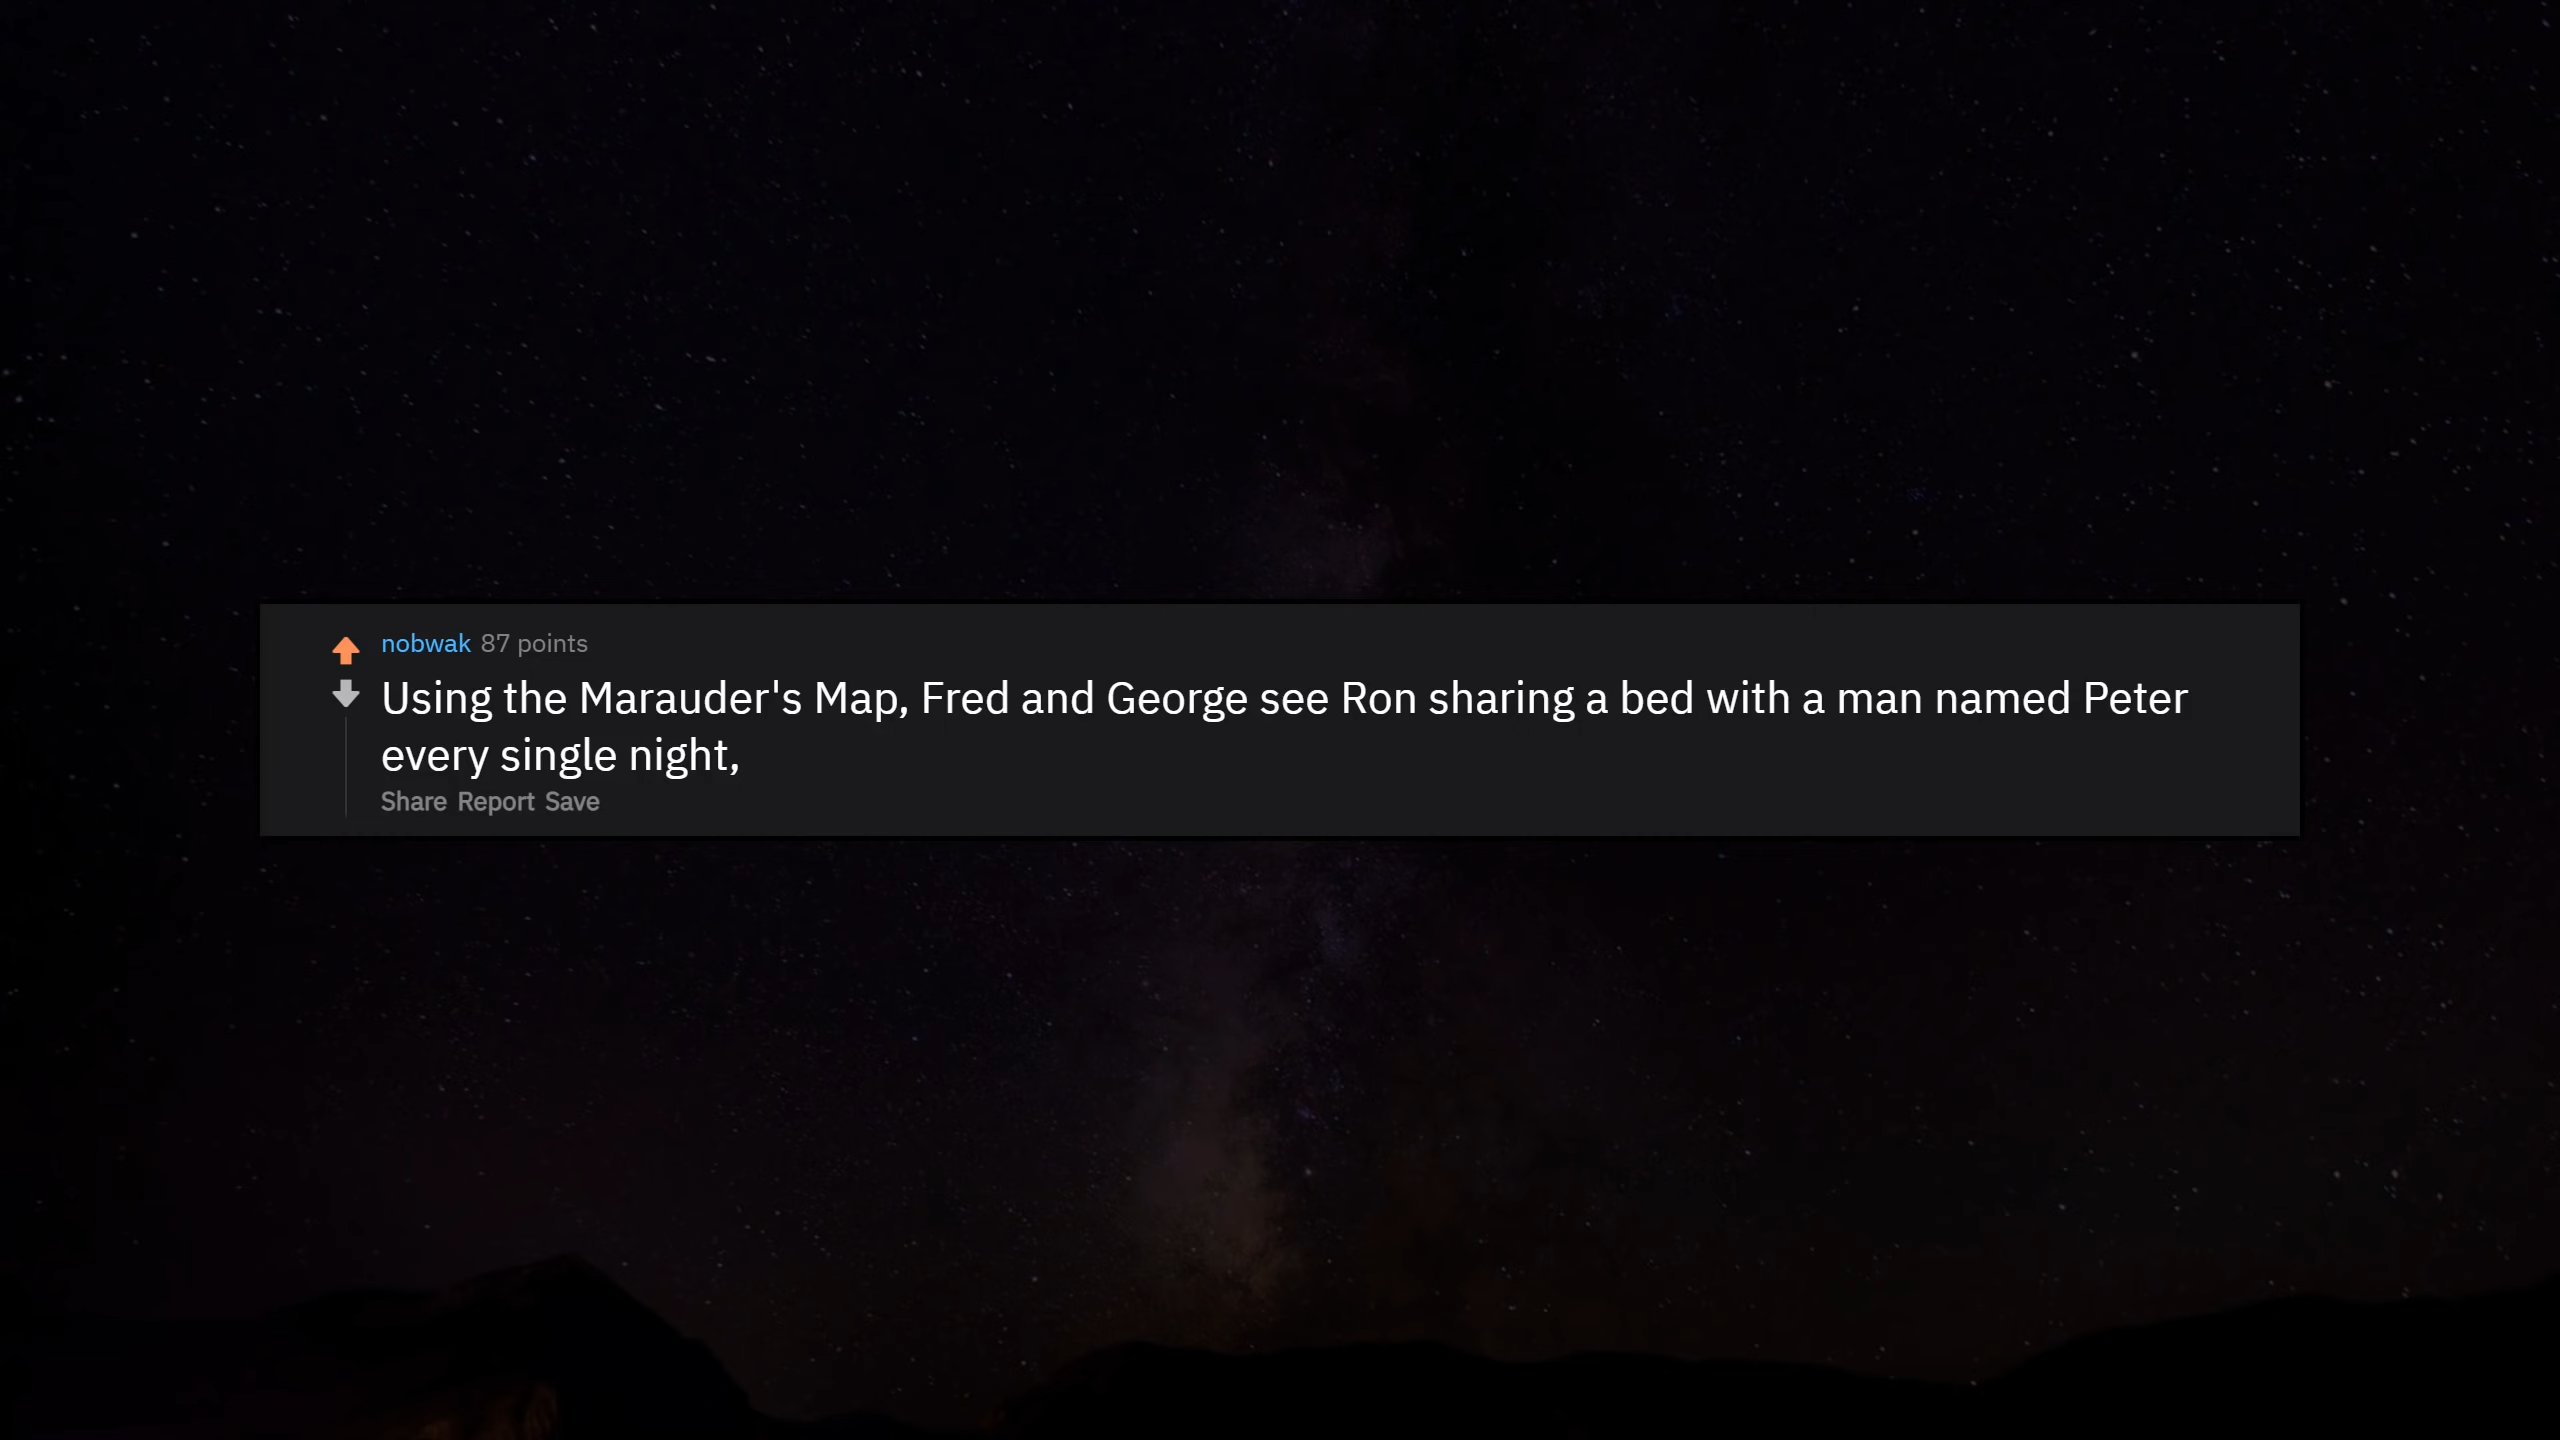 nobwak 87 points
Using the Marauder's Map, Fred and George see Ron sharing a bed with a man named Peter
every single night,
Share Report Save